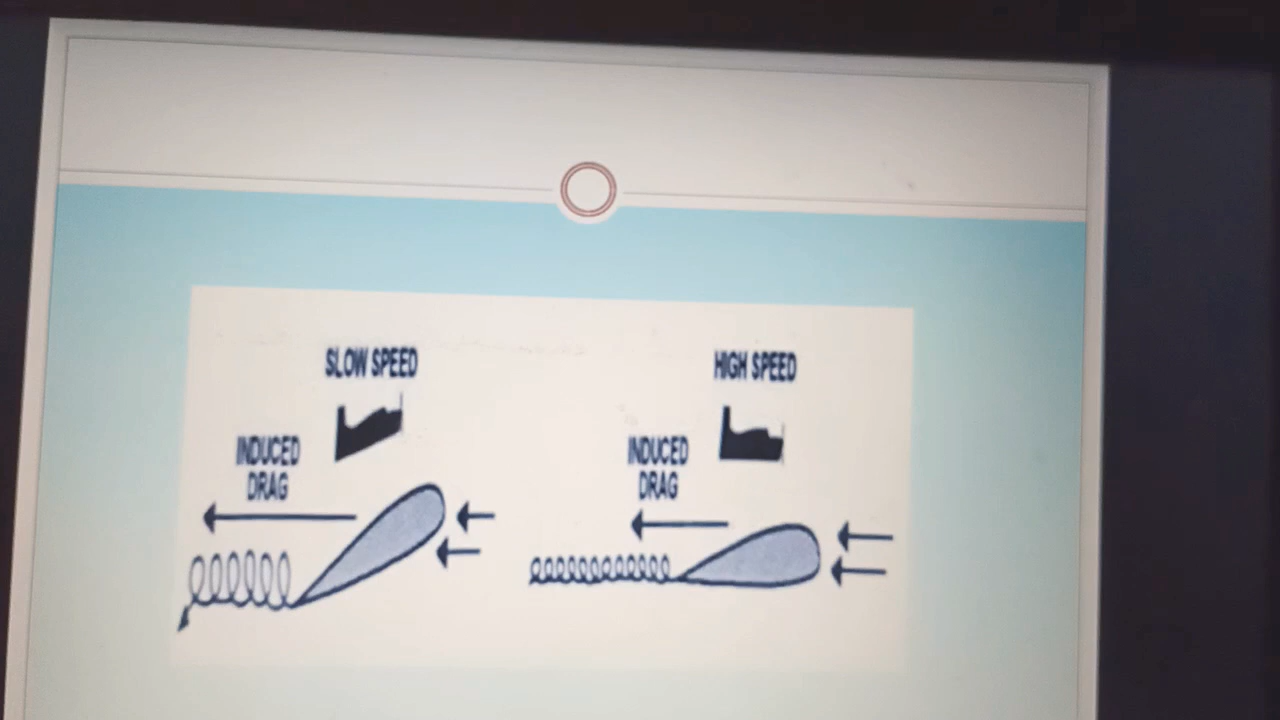 SLOW SPEED
INDUCED
DRAG
HIGH SPEED
INDUCED
DRAG